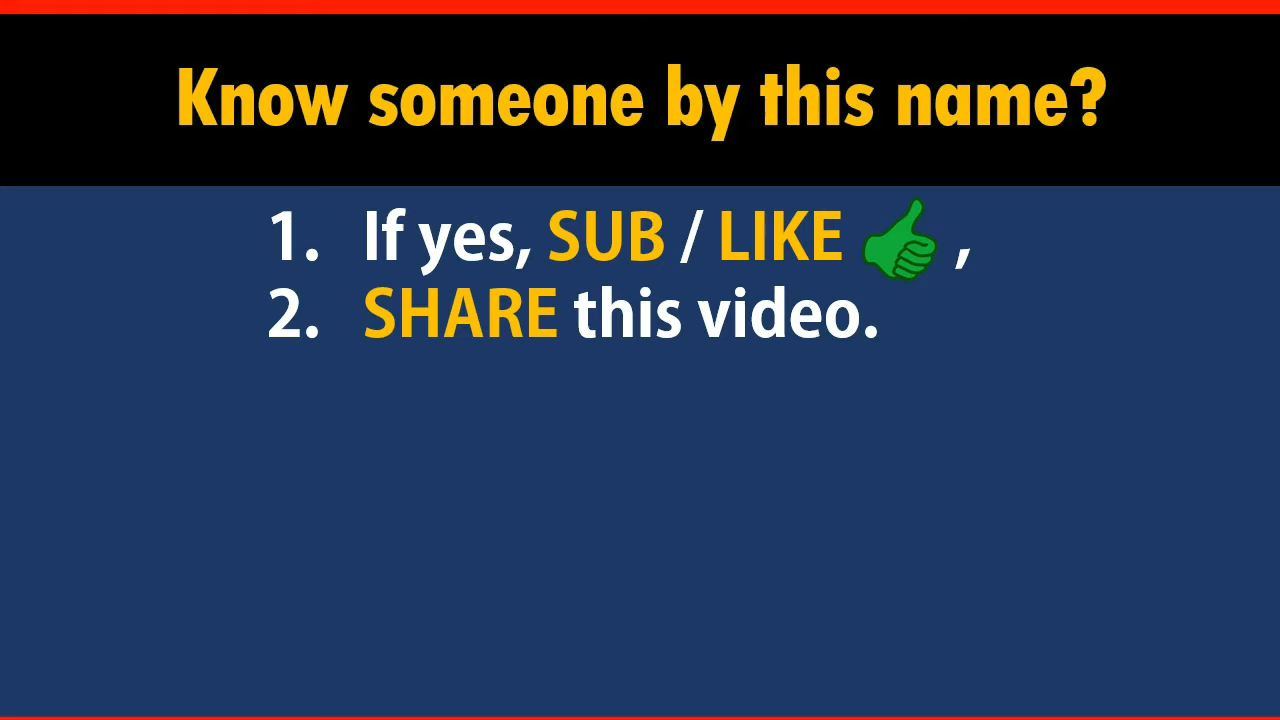 Know someone by this name?
1. If yes, SUB / LIKE ,
2. SHARE this video.